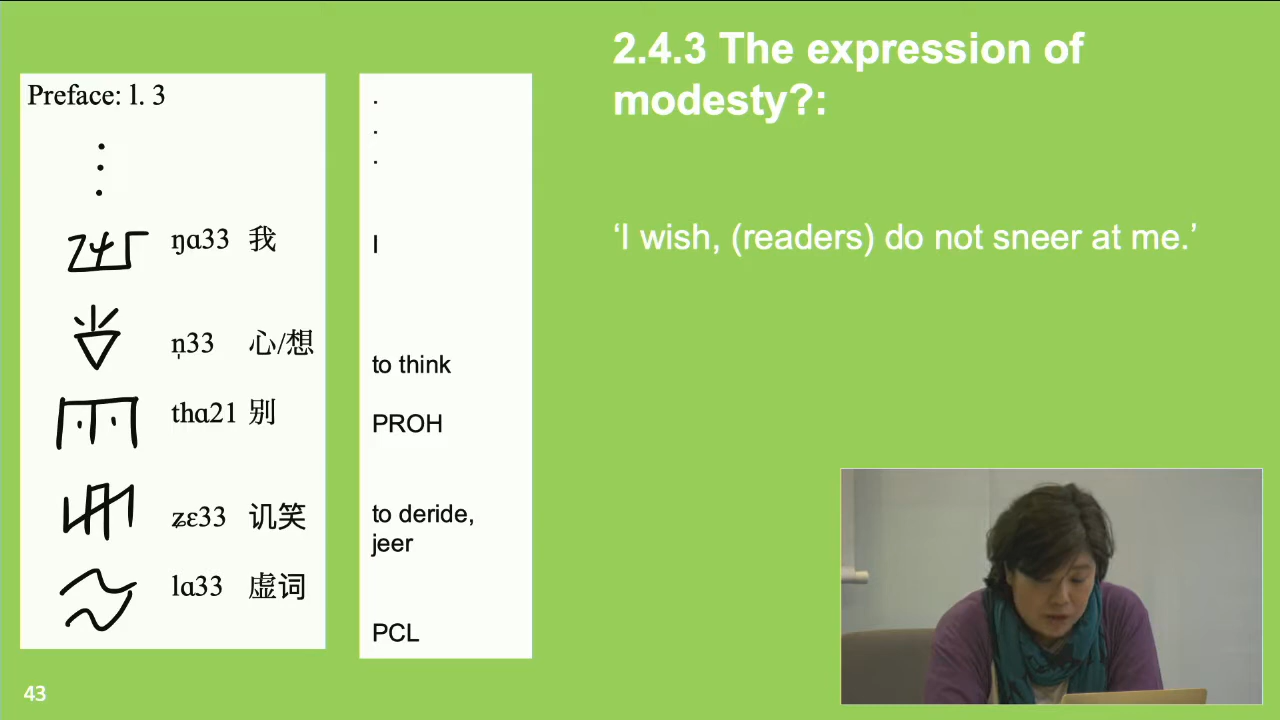 2.4.3 The expression of
modesty?:
Preface: l. 3
ŋɑ33 我
I
‘I wish, (readers) do not sneer at me.’
n̩33 心/想
to think
thɑ21 别
PROH
ʑɛ33 讥笑
to deride,
jeer
lɑ33 虚词
PCL
43